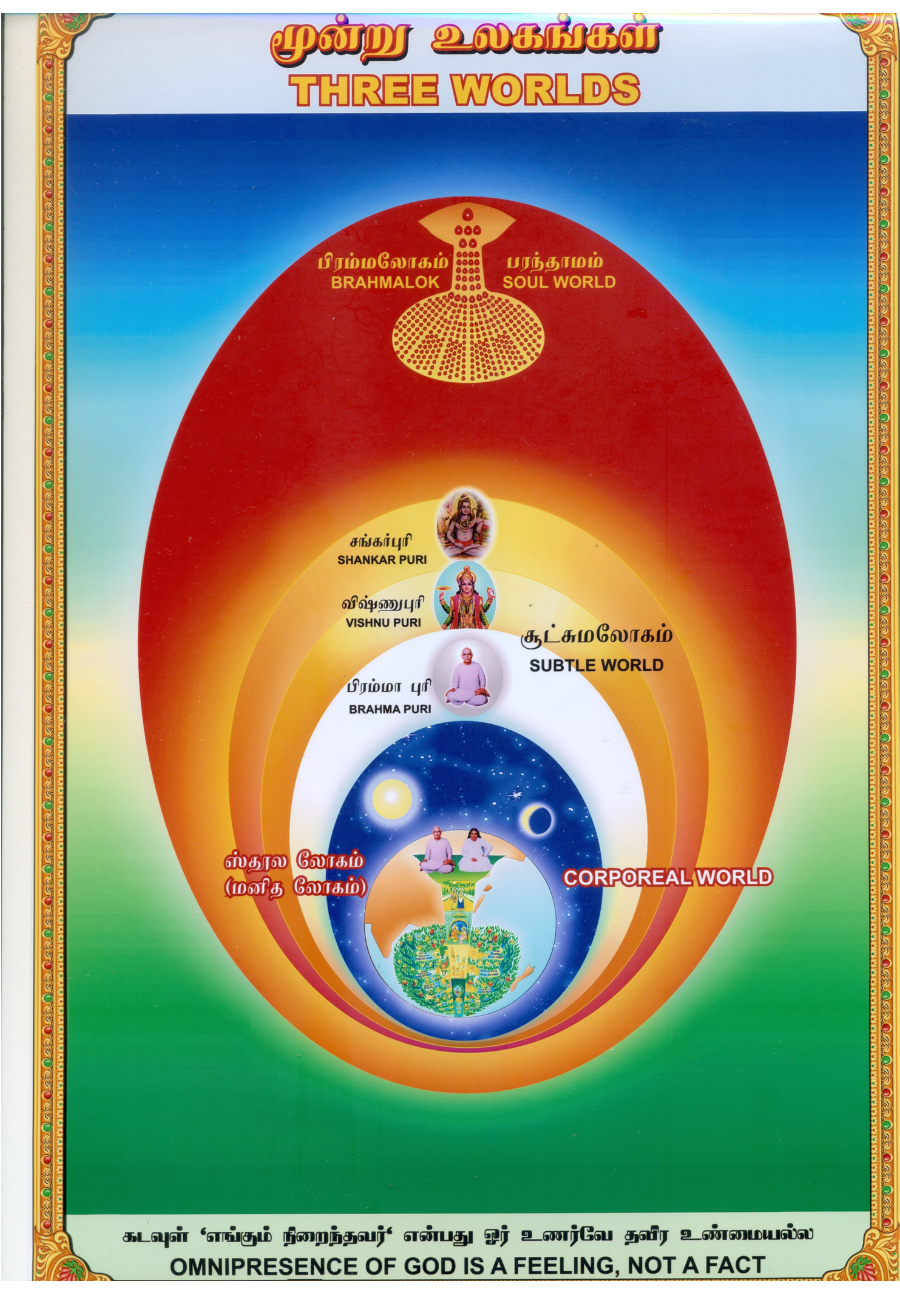 மூன்று உலகங்கள்
THREE WORLDS
பிரம்மலோகம்
BRAHMALOK
பரந்தாமம்
SOUL WORLD
சங்கர்புரி
SHANKAR PURI
விஷ்ணுபுரி
VISHNU PURI
சூட்சுமலோகம்
SUBTLE WORLD
பிரம்மா புரி
BRAHMA PURI
ஸ்தூல லோகம்
(மனித லோகம்)
CORPOREAL WORLD
கடவுள் ‘எங்கும் நிறைந்தவர்‘ என்பது ஓர் உணர்வே தவிர உண்மையல்ல
OMNIPRESENCE OF GOD IS A FEELING, NOT A FACT